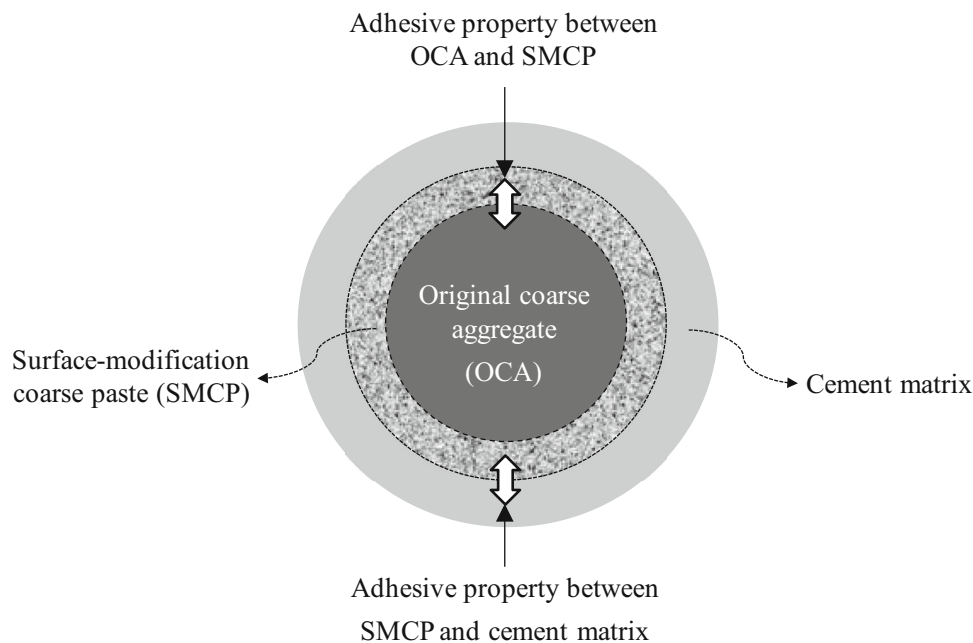 Adhesive property between
OCA and SMCP
Original coarse
aggregate
(OCA)
Surface-modification
coarse paste (SMCP)
Cement matrix
Adhesive property between
SMCP and cement matrix